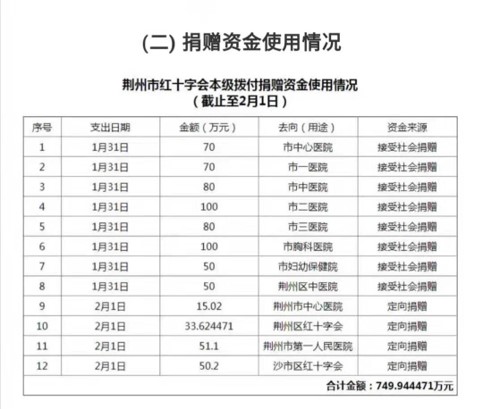 (二) 捐赠资金使用情况
荆州市红十字会本级拨付捐赠资金使用情况
（截止至2月1日）
序号 支出日期 金额（万元） 去向（用途） 资金来源
1 1月31日 70 市中心医院 接受社会捐赠
2 1月31日 70 市一医院 接受社会捐赠
3 1月31日 80 市中医院 接受社会捐赠
4 1月31日 100 市二医院 接受社会捐赠
5 1月31日 80 市三医院 接受社会捐赠
6 1月31日 100 市胸科医院 接受社会捐赠
7 1月31日 50 市妇幼保健院 接受社会捐赠
8 1月31日 50 荆州区中医院 接受社会捐赠
9 2月1日 15.02 荆州市中心医院 定向捐赠
10 2月1日 33.624471 荆州区红十字会 定向捐赠
11 2月1日 51.1 荆州市第一人民医院 定向捐赠
12 2月1日 50.2 沙市区红十字会 定向捐赠
合计金额：749.944471万元